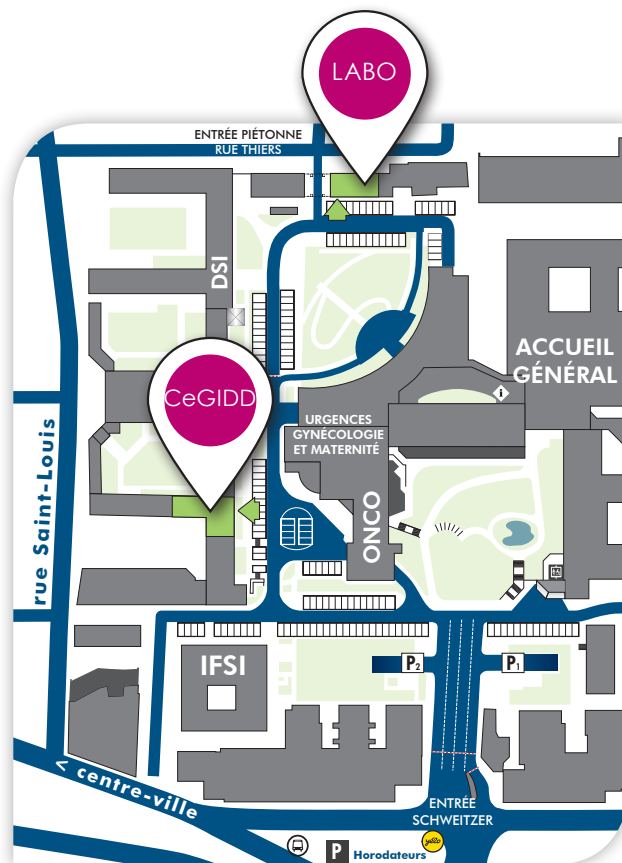 LABO
ENTRÉE PIÉTONNE
RUE THIERS
DSI
ACCUEIL
GÉNÉRAL
i
CeGIDD
URGENCES
GYNÉCOLOGIE
ET MATERNITÉ
rue Saint-Louis
ONCO
IFSI
P2
P1
< centre-ville
ENTRÉE
SCHWEITZER
yélo
P Horodateurs